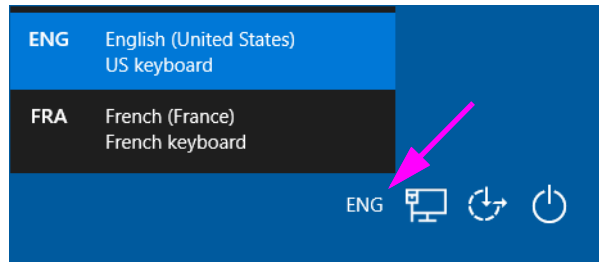 ENG English (United States)
US keyboard
FRA French (France)
French keyboard
ENG